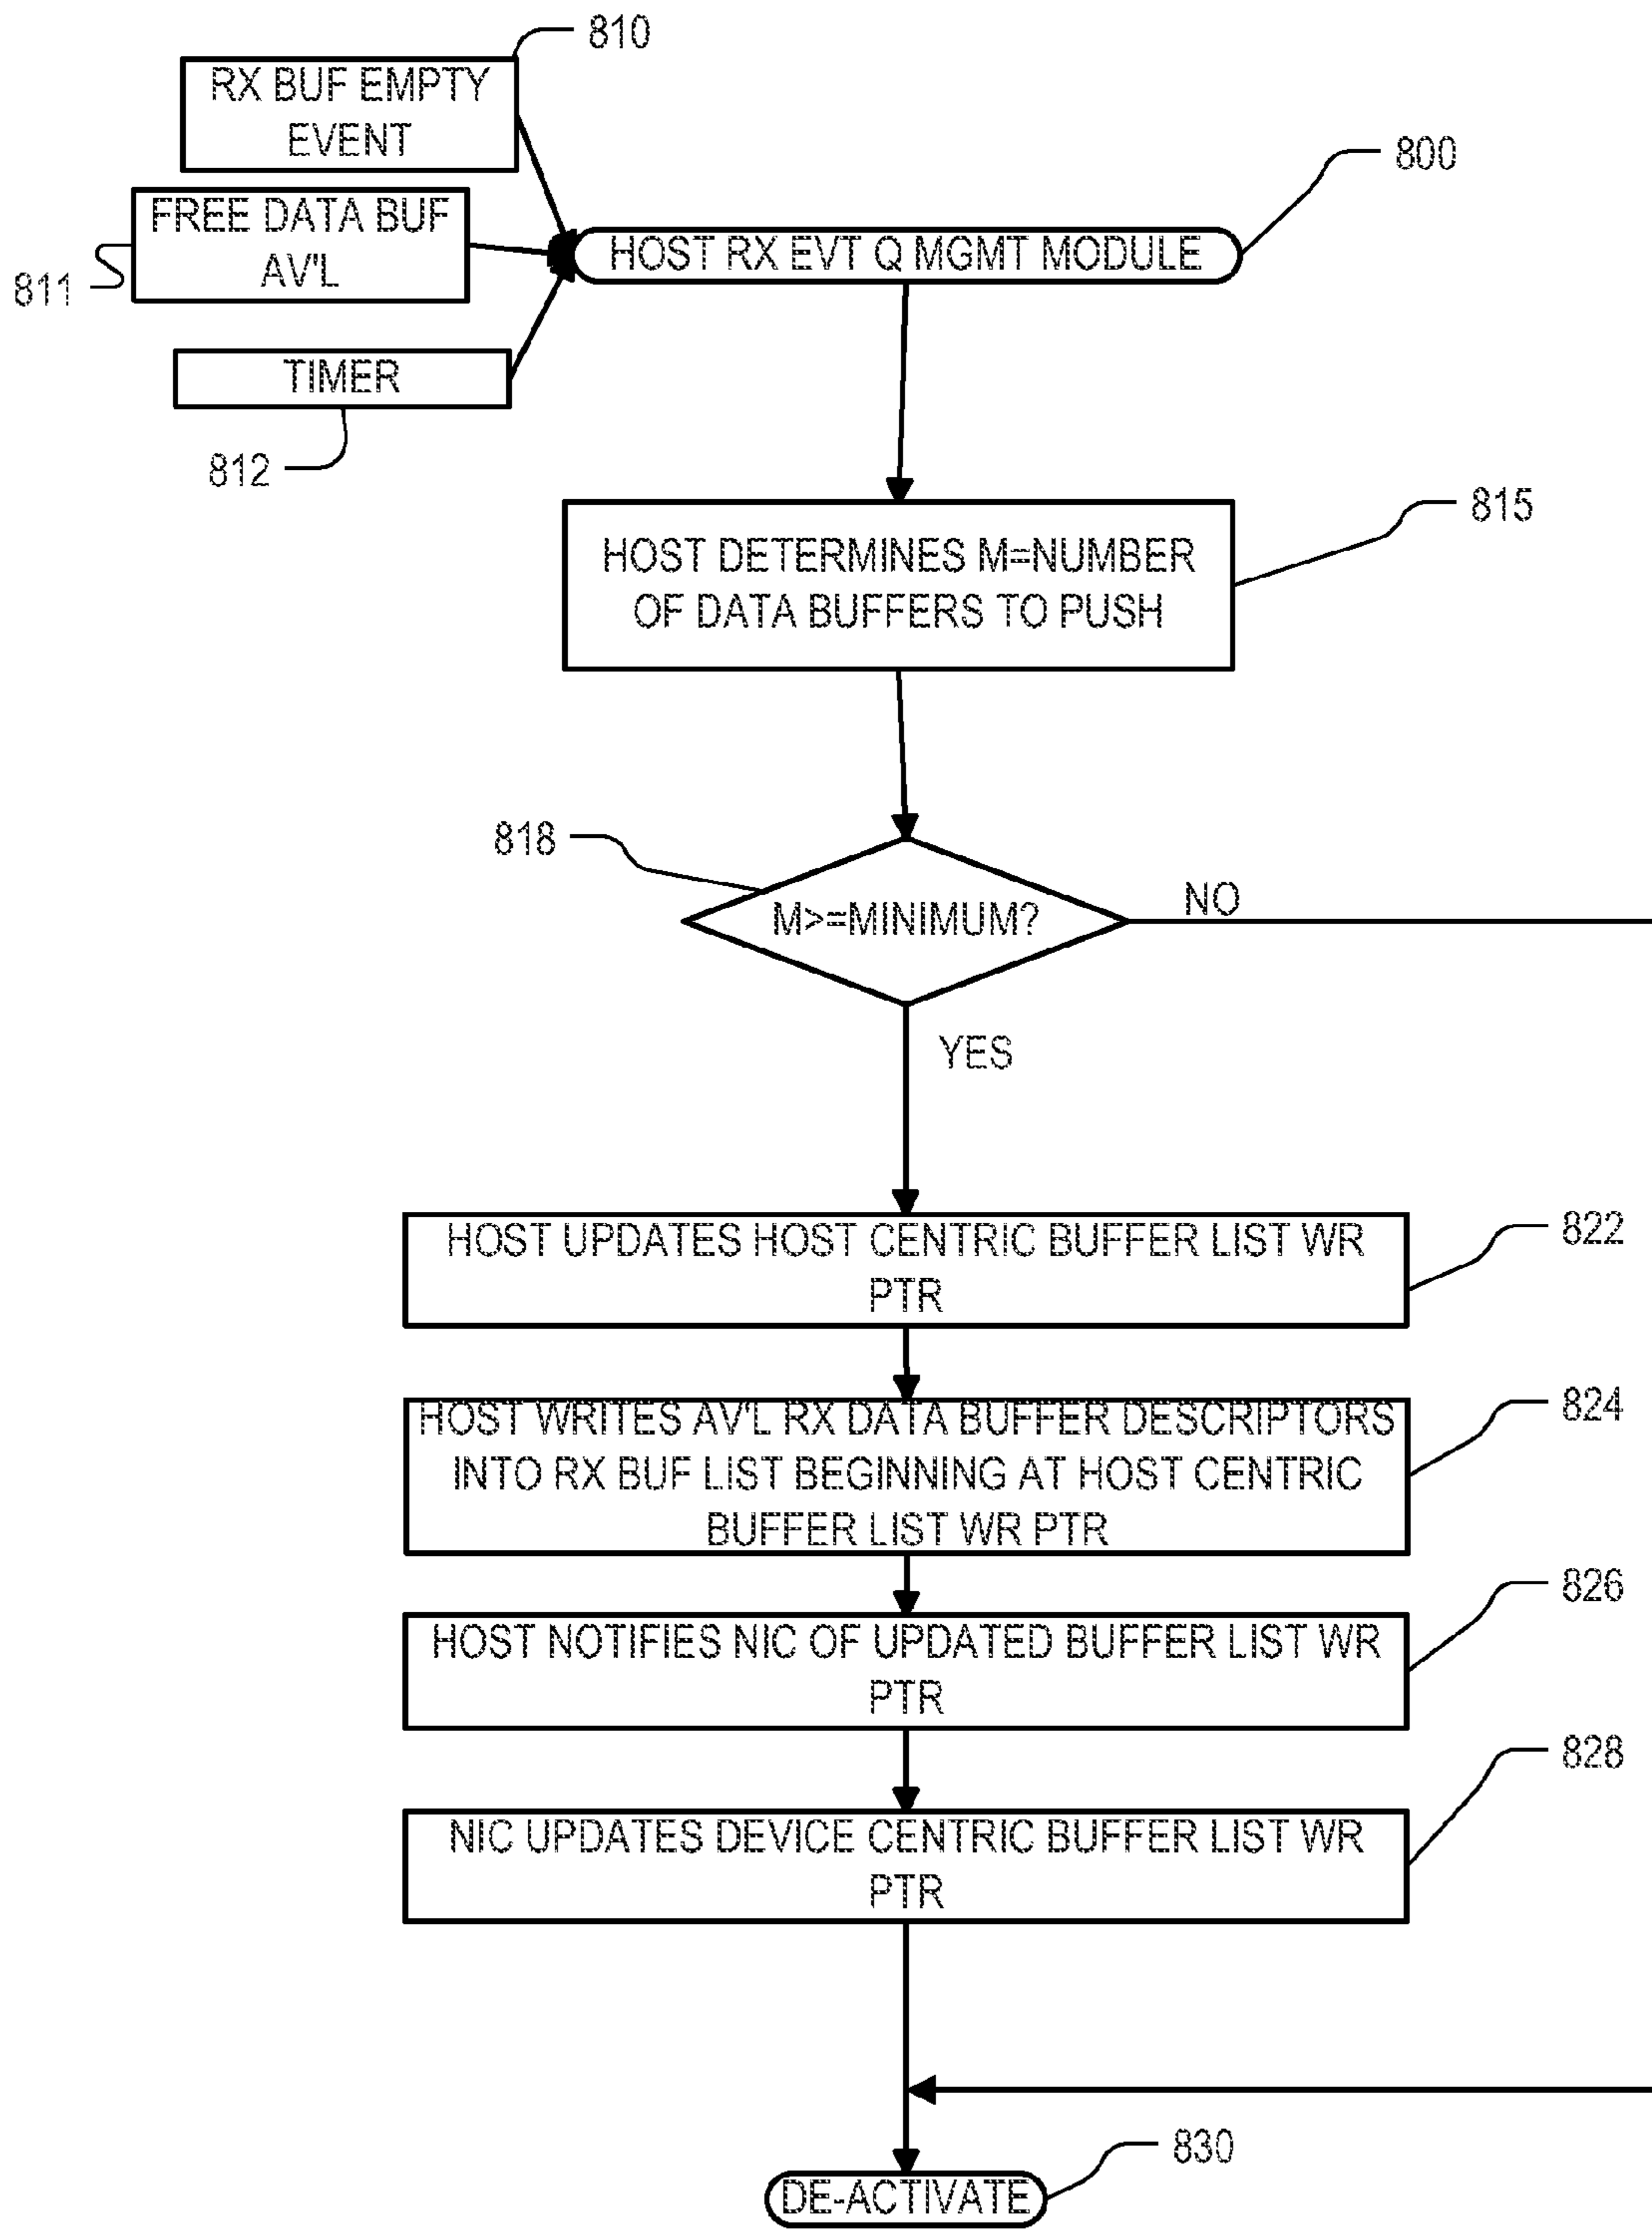 810
RX BUF EMPTY
EVENT
800
FREE DATA BUF
AV'L
HOST RX EVT Q MGMT MODULE
811
TIMER
812
815
HOST DETERMINES M=NUMBER
OF DATA BUFFERS TO PUSH
818
M>=MINIMUM?
NO
YES
822
HOST UPDATES HOST CENTRIC BUFFER LIST WR
PTR
824
HOST WRITES AV'L RX DATA BUFFER DESCRIPTORS
INTO RX BUF LIST BEGINNING AT HOST CENTRIC
BUFFER LIST WR PTR
826
HOST NOTIFIES NIC OF UPDATED BUFFER LIST WR
PTR
828
NIC UPDATES DEVICE CENTRIC BUFFER LIST WR
PTR
830
DE-ACTIVATE